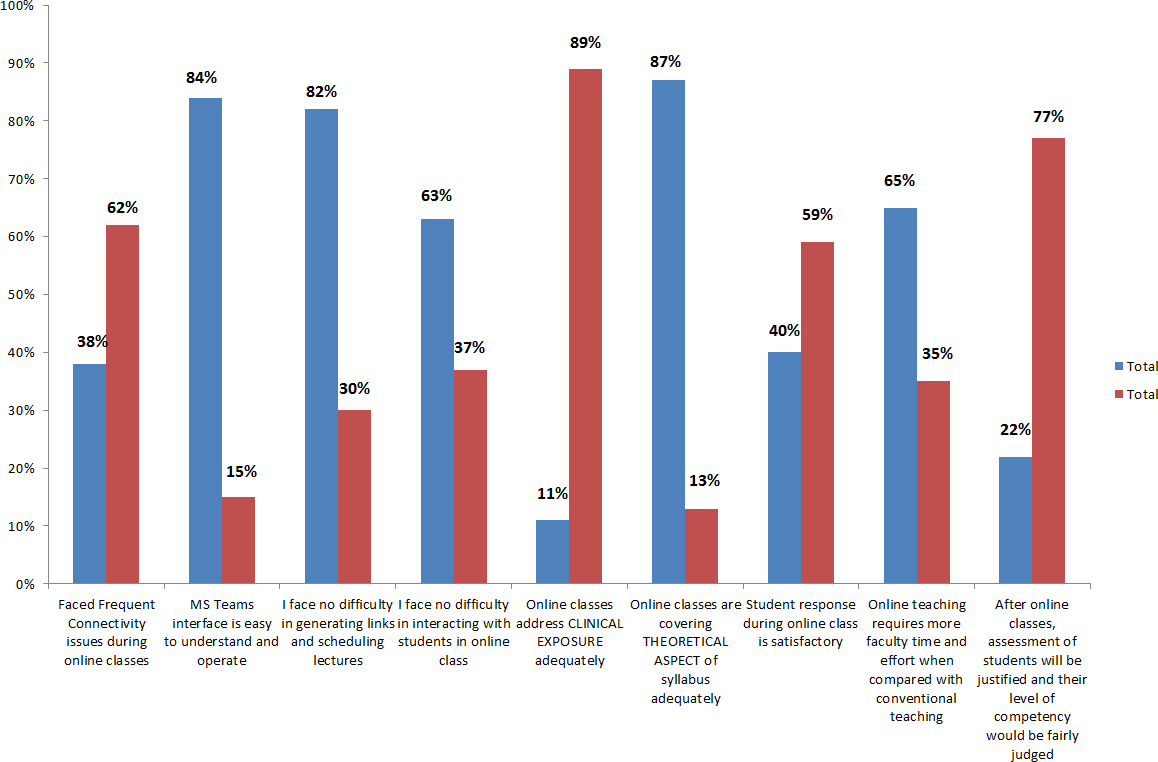 100%
90%
80%
70%
60%
50%
40%
30%
20%
10%
0%
38%
62%
84%
15%
82%
30%
63%
37%
11%
89%
87%
13%
40%
59%
65%
35%
22%
77%
Total
Total
Faced Frequent
Connectivity
issues during
online classes
MS Teams
interface is easy
to understand and
operate
I face no difficulty
in generating links
and scheduling
lectures
I face no difficulty
in interacting with
students in online
class
Online classes
address CLINICAL
EXPOSURE
adequately
Online classes are
covering
THEORETICAL
ASPECT of
syllabus
adequately
Student response
during online class
is satisfactory
Online teaching
requires more
faculty time and
effort when
compared with
conventional
teaching
After online
classes,
assessment of
students will be
justified and their
level of
competency
would be fairly
judged